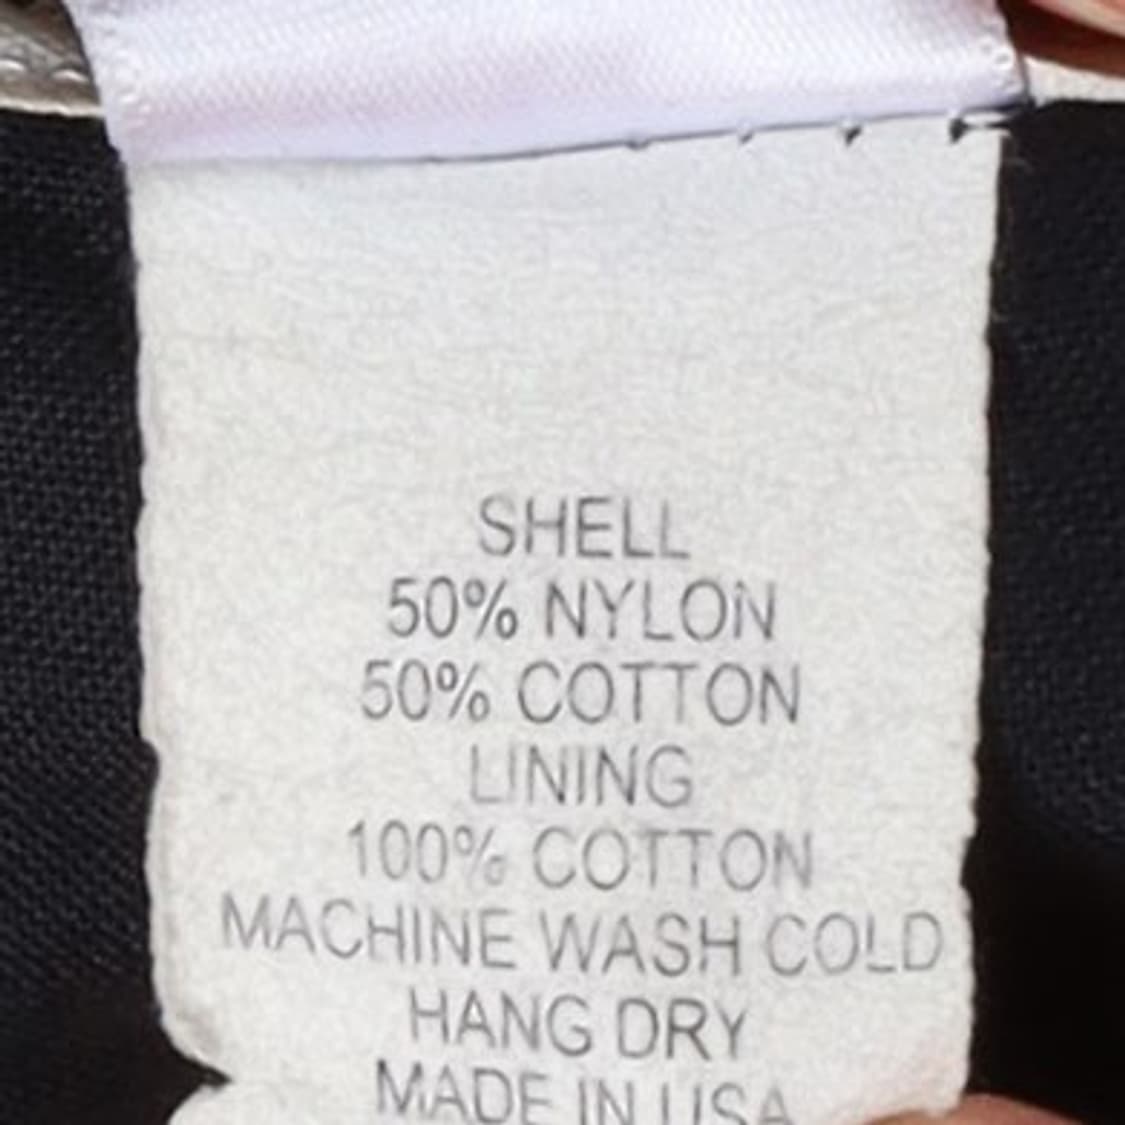 SHELL
50% NYLON
50% COTTON
LINING
100% COTTON
MACHINE WASH COLD
HANG DRY
MADE IN USA